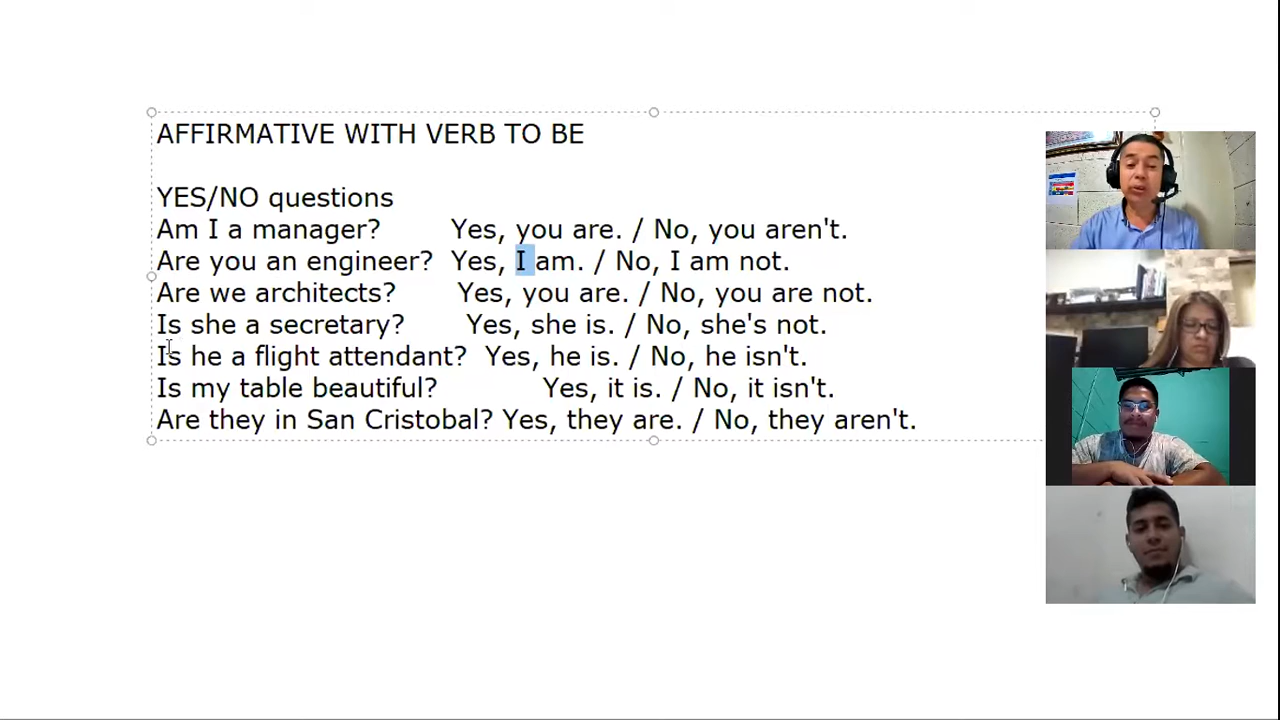 AFFIRMATIVE WITH VERB TO BE
YES/NO questions
Am I a manager? Yes, you are. / No, you aren't.
Are you an engineer? Yes, I am. / No, I am not.
Are we architects? Yes, you are. / No, you are not.
Is she a secretary? Yes, she is. / No, she's not.
Is he a flight attendant? Yes, he is. / No, he isn't.
Is my table beautiful? Yes, it is. / No, it isn't.
Are they in San Cristobal? Yes, they are. / No, they aren't.